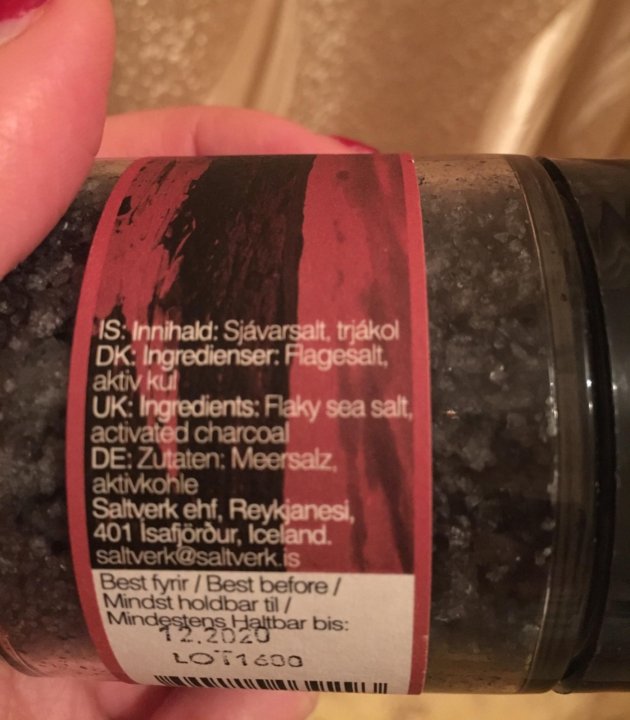 IS: Innihald: Sjávarsalt, trjákol
DK: Ingredienser: Flagesalt,
aktiv kul
UK: Ingredients: Flaky sea salt,
activated charcoal
DE: Zutaten: Meersalz,
aktivkohle
Saltverk ehf, Reykjanesi,
401 Ísafjörður, Iceland.
saltverk@saltverk.is
Best fyrir / Best before /
Mindst holdbar til /
Mindestens Haltbar bis:
12.2020
LOT1600